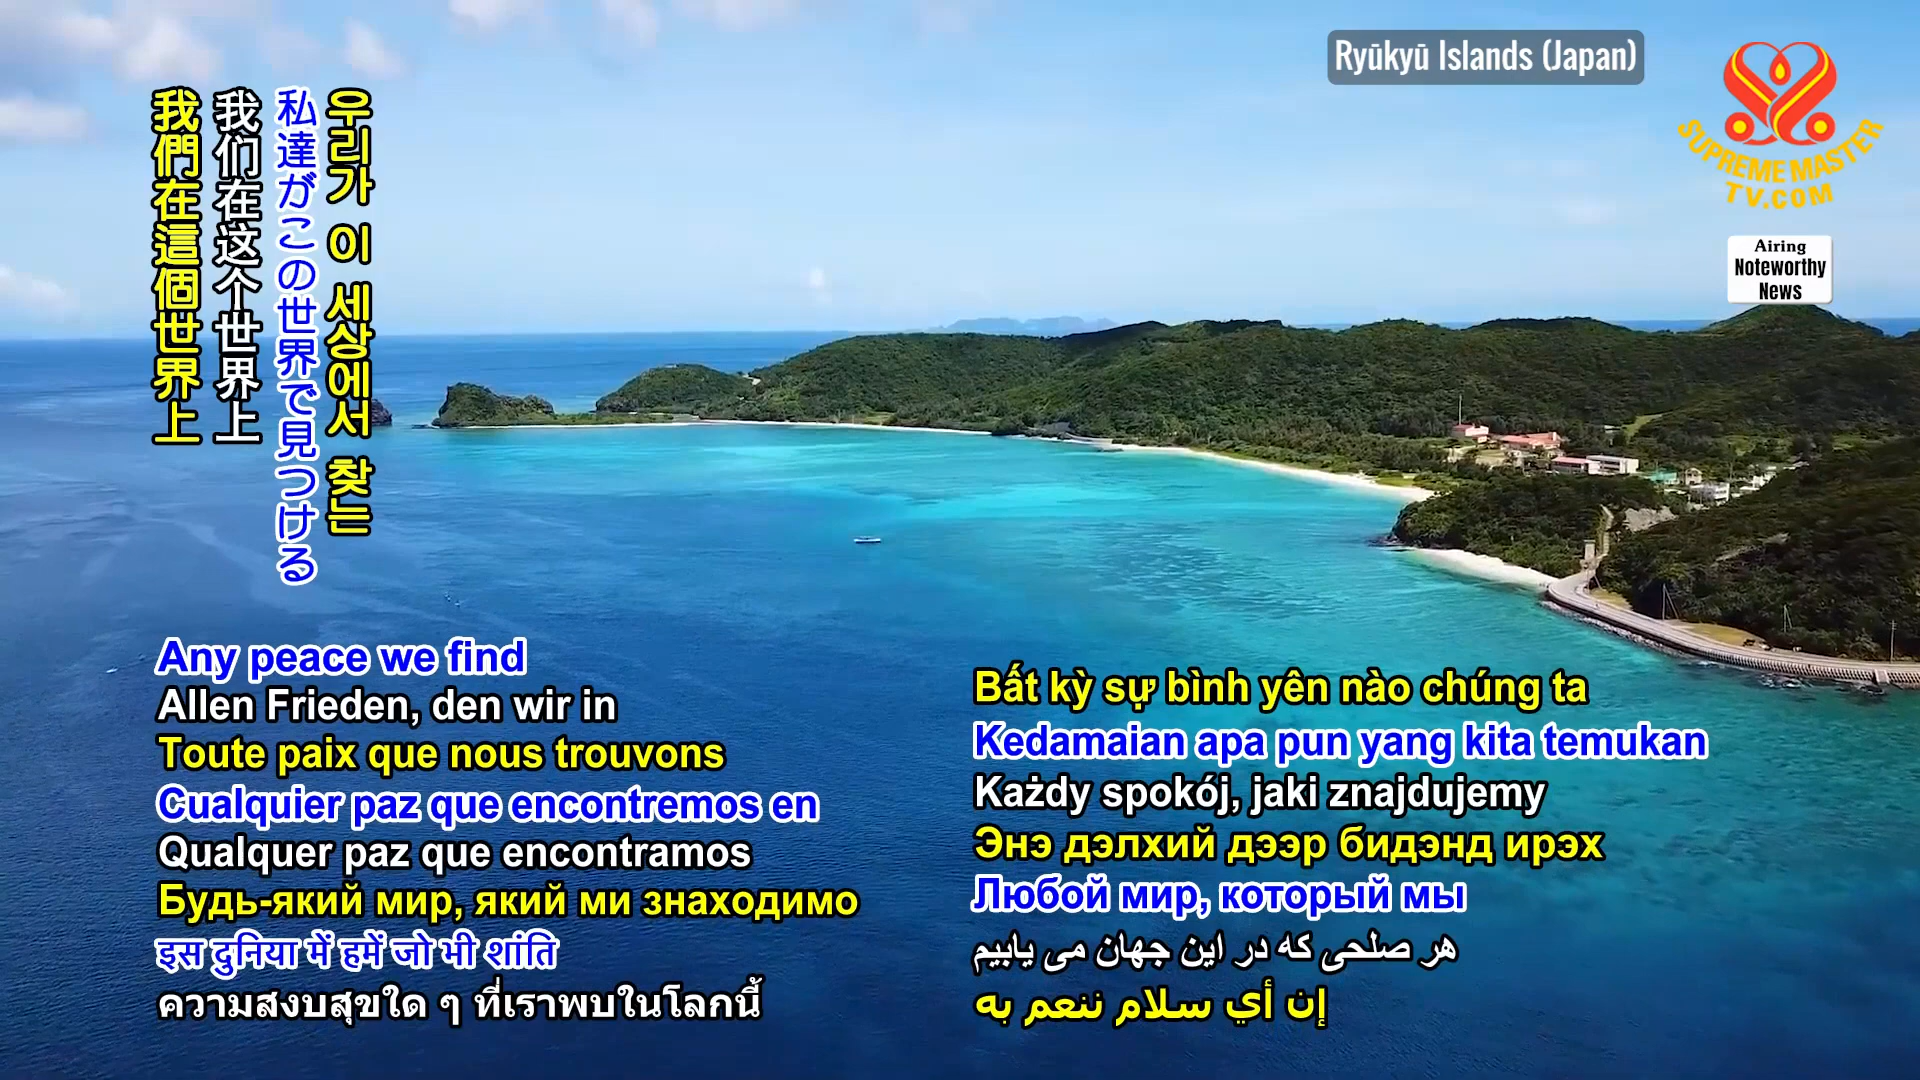 Ryūkyū Islands (Japan)
SUPREME MASTER
TV.COM
Airing
Noteworthy
News
우리가 이 세상에서 찾는
私達がこの世界で見つける
我们在这个世界上
我們在這個世界上
Any peace we find
Allen Frieden, den wir in
Toute paix que nous trouvons
Cualquier paz que encontremos en
Qualquer paz que encontramos
Будь-який мир, який ми знаходимо
इस दुनिया में हमें जो भी शांति
ความสงบสุขใด ๆ ที่เราพบในโลกนี้
Bất kỳ sự bình yên nào chúng ta
Kedamaian apa pun yang kita temukan
Każdy spokój, jaki znajdujemy
Энэ дэлхий дээр бидэнд ирэх
Любой мир, который мы
هر صلحی که در این جهان می یابیم
إن أي سلام ننعم به